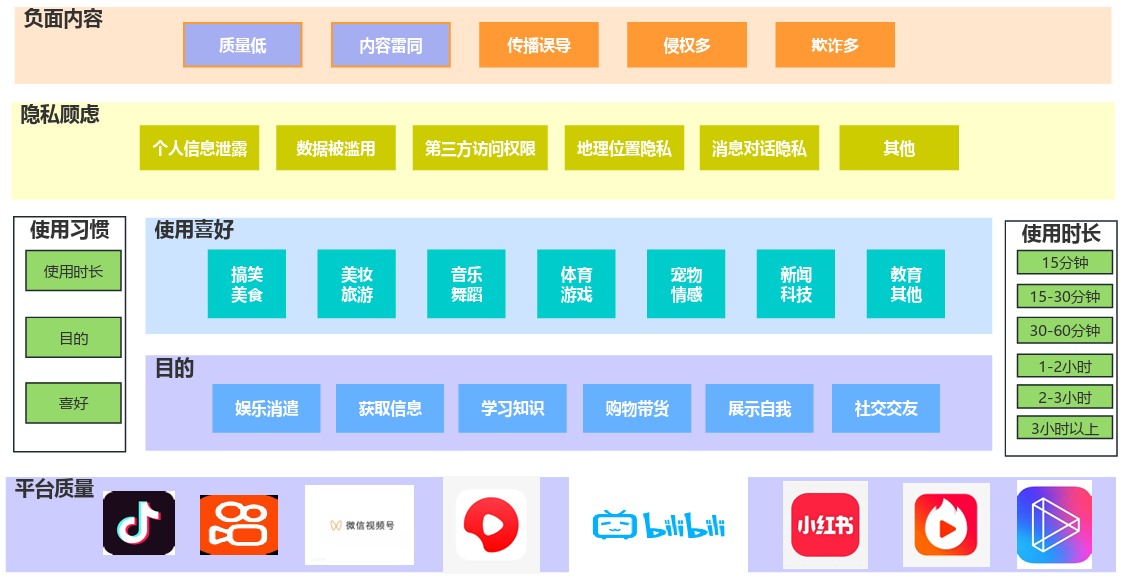 负面内容
质量低
内容雷同
传播误导
侵权多
欺诈多
隐私顾虑
个人信息泄露
数据被滥用
第三方访问权限
地理位置隐私
消息对话隐私
其他
使用习惯
使用时长
目的
喜好
使用喜好
搞笑
美食
美妆
旅游
音乐
舞蹈
体育
游戏
宠物
情感
新闻
科技
教育
其他
目的
娱乐消遣
获取信息
学习知识
购物带货
展示自我
社交交友
使用时长
15分钟
15-30分钟
30-60分钟
1-2小时
2-3小时
3小时以上
平台质量
微信视频号
bilibili
小红书